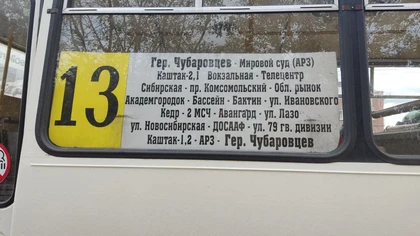 13
Гер. Чубаровцев - Мировой суд (АРЗ)
Каштак-2,1 Вокзальная - Телецентр
Сибирская - пр. Комсомольский - Обл. рынок
Академгородок - Бассейн - Бактин - ул. Ивановского
Кедр - 2 МСЧ - Авангард - ул. Лазо
ул. Новосибирская - ДОСААФ - ул. 79 гв. дивизии
Каштак-1,2 - АРЗ - Гер. Чубаровцев